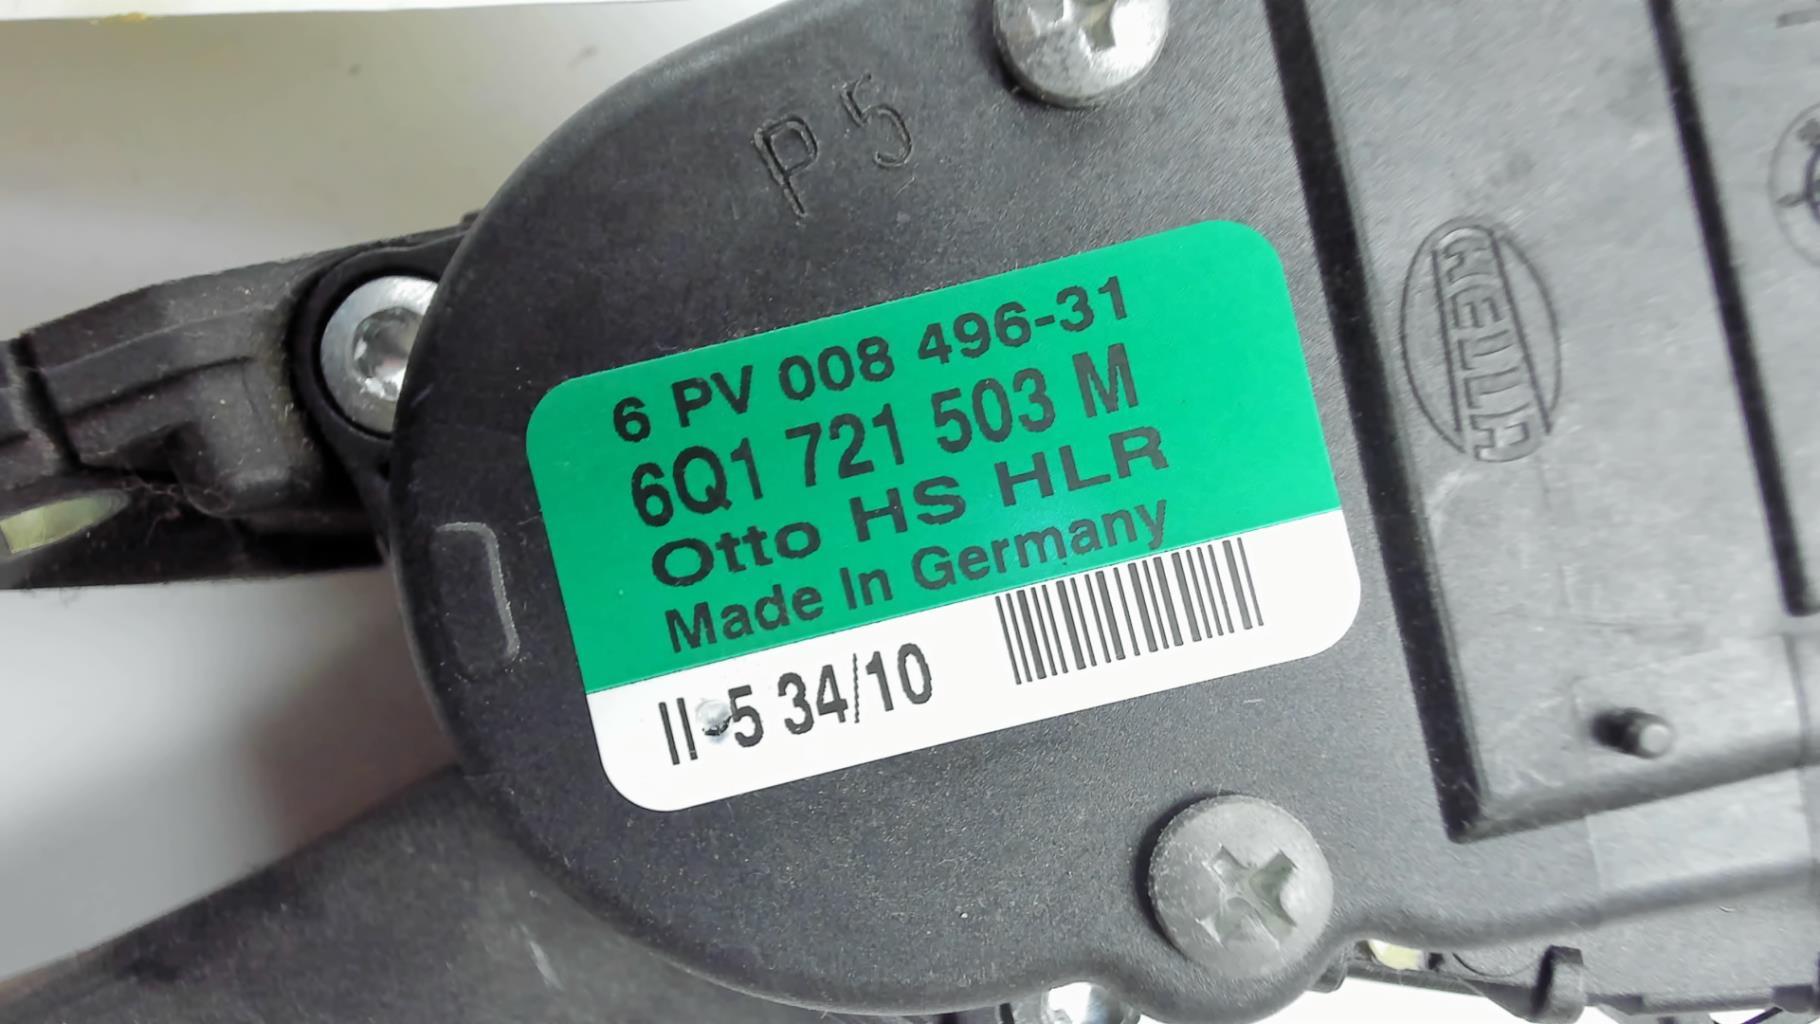 P 5
6 PV 008 496-31
6Q1 721 503 M
Otto HS HLR
Made In Germany
II-5 34/10
HELLA